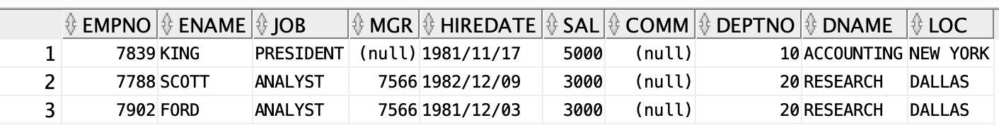 EMPNO ENAME JOB MGR HIREDATE SAL COMM DEPTNO DNAME LOC
1 7839 KING PRESIDENT (null) 1981/11/17 5000 (null) 10 ACCOUNTING NEW YORK
2 7788 SCOTT ANALYST 7566 1982/12/09 3000 (null) 20 RESEARCH DALLAS
3 7902 FORD ANALYST 7566 1981/12/03 3000 (null) 20 RESEARCH DALLAS